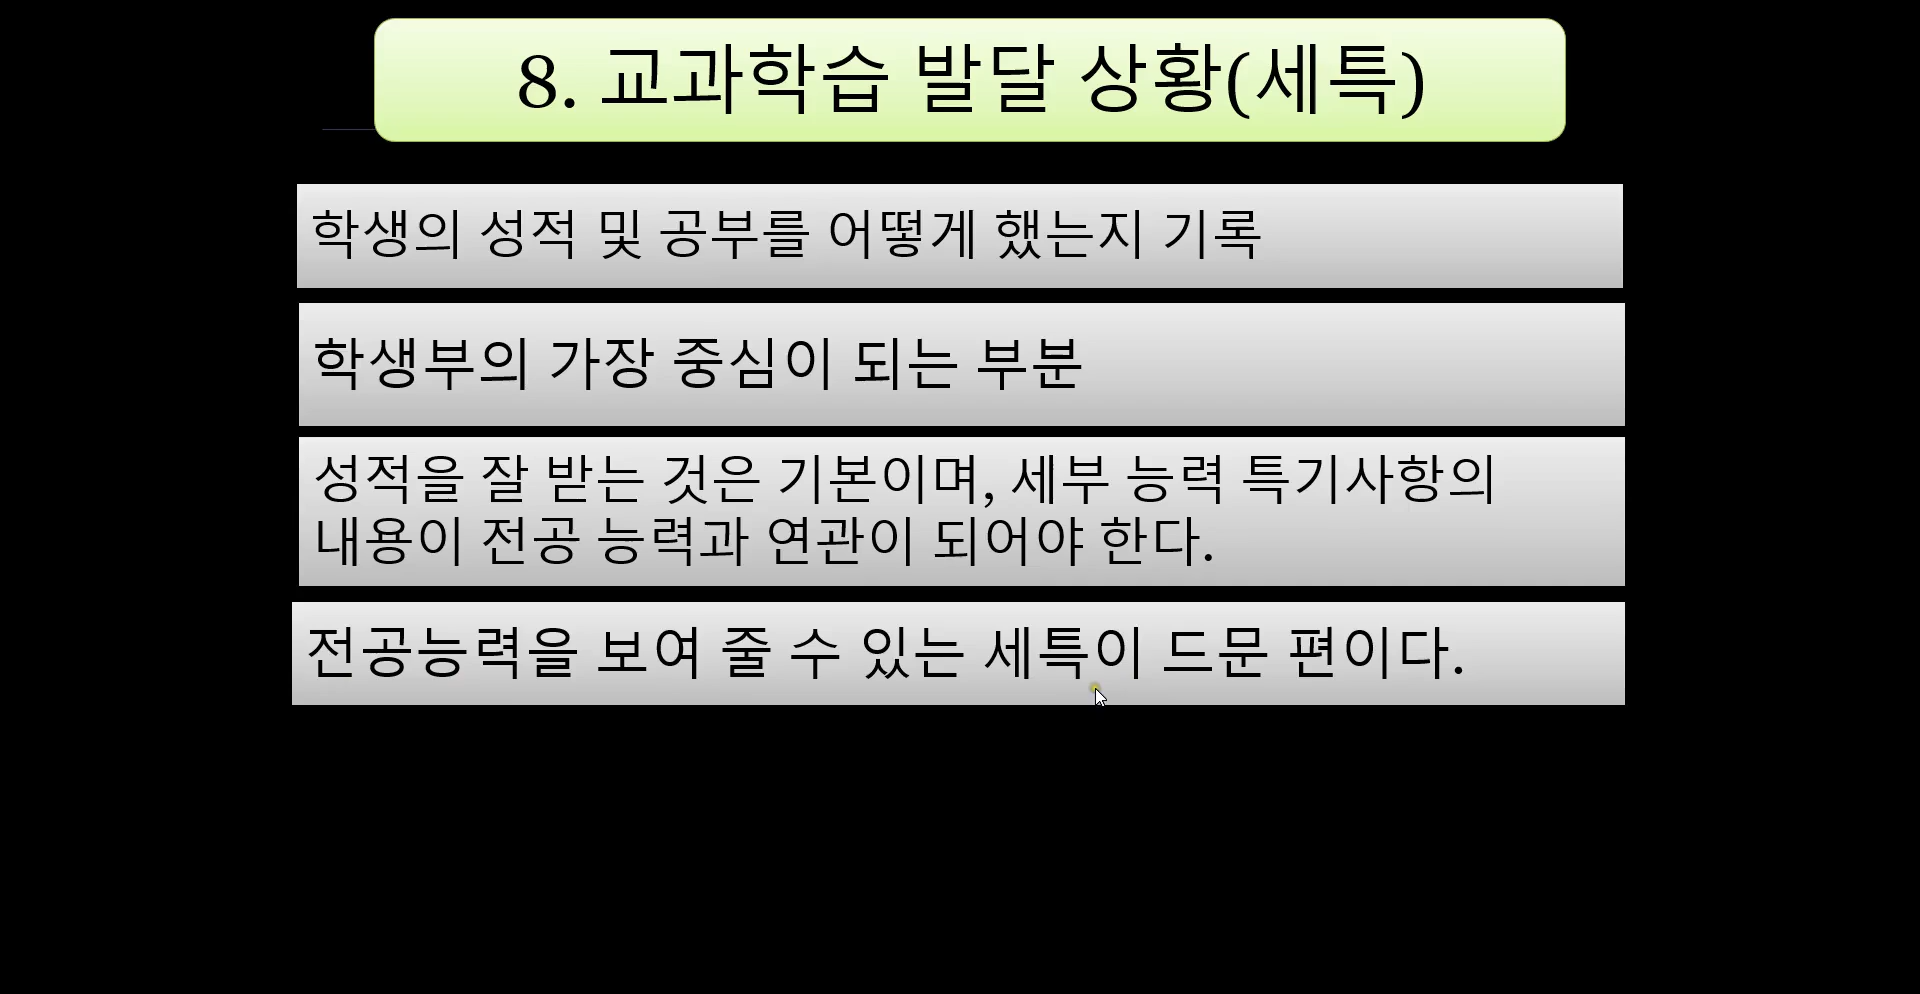 8. 교과학습 발달 상황(세특)
학생의 성적 및 공부를 어떻게 했는지 기록
학생부의 가장 중심이 되는 부분
성적을 잘 받는 것은 기본이며, 세부 능력 특기사항의
내용이 전공 능력과 연관이 되어야 한다.
전공능력을 보여 줄 수 있는 세특이 드문 편이다.